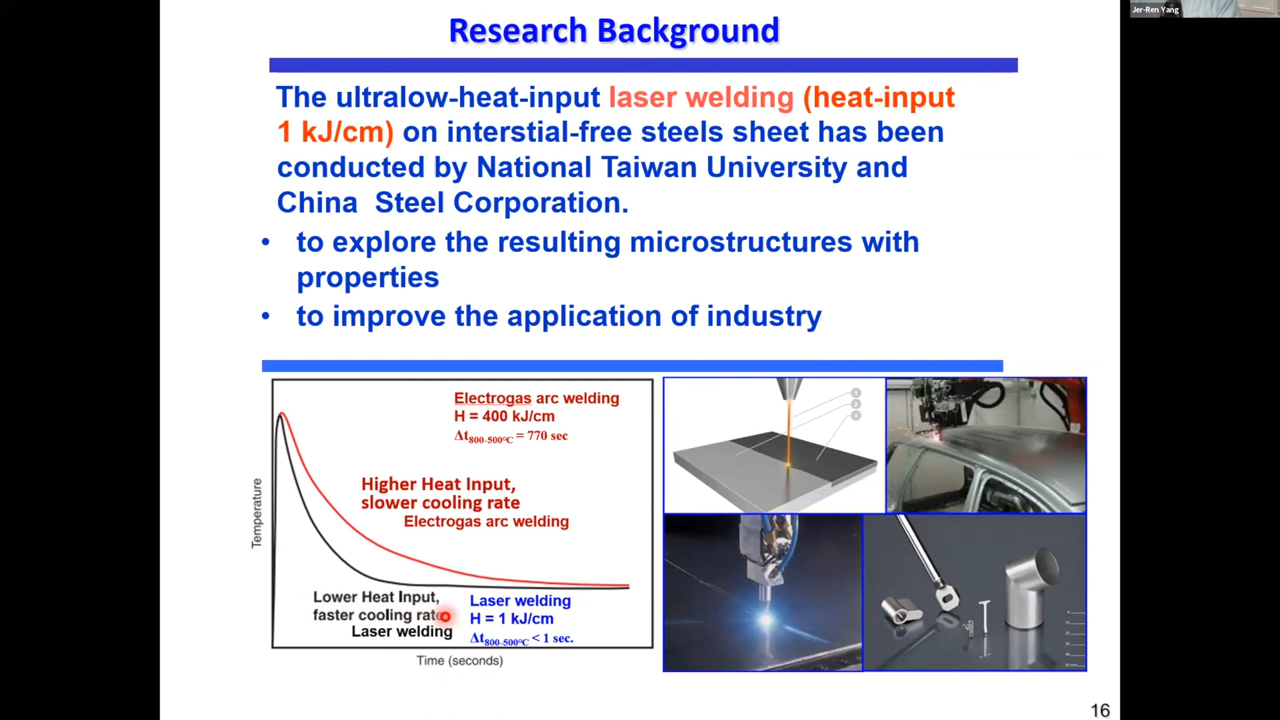 Jer-Ren Yang
Research Background
The ultralow-heat-input laser welding (heat-input
1 kJ/cm) on interstial-free steels sheet has been
conducted by National Taiwan University and
China Steel Corporation.
• to explore the resulting microstructures with
properties
• to improve the application of industry
Electrogas arc welding
H = 400 kJ/cm
Δt800-500℃ = 770 sec
Higher Heat Input,
slower cooling rate
Electrogas arc welding
Temperature
Lower Heat Input,
faster cooling rate
Laser welding
Laser welding
H = 1 kJ/cm
Δt800-500℃ < 1 sec.
Time (seconds)
1
2
3
16